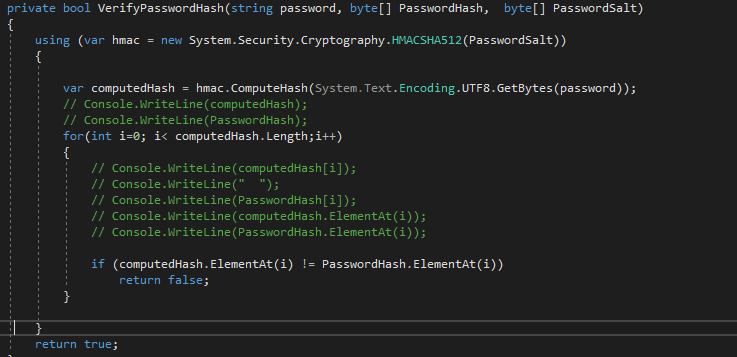 private bool VerifyPasswordHash(string password, byte[] PasswordHash,  byte[] PasswordSalt)
{
using (var hmac = new System.Security.Cryptography.HMACSHA512(PasswordSalt))
{
var computedHash = hmac.ComputeHash(System.Text.Encoding.UTF8.GetBytes(password));
// Console.WriteLine(computedHash);
// Console.WriteLine(PasswordHash);
for(int i=0; i< computedHash.Length;i++)
{
// Console.WriteLine(computedHash[i]);
// Console.WriteLine("  ");
// Console.WriteLine(PasswordHash[i]);
// Console.WriteLine(computedHash.ElementAt(i));
// Console.WriteLine(PasswordHash.ElementAt(i));
if (computedHash.ElementAt(i) != PasswordHash.ElementAt(i))
return false;
}
}
return true;